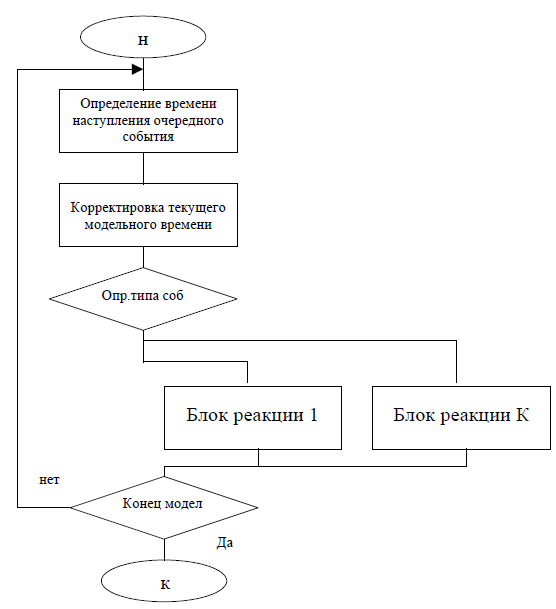 Н
Определение времени
наступления очередного
события
Корректировка текущего
модельного времени
Опр.типа соб
Блок реакции 1
Блок реакции К
нет
Конец модел
Да
К